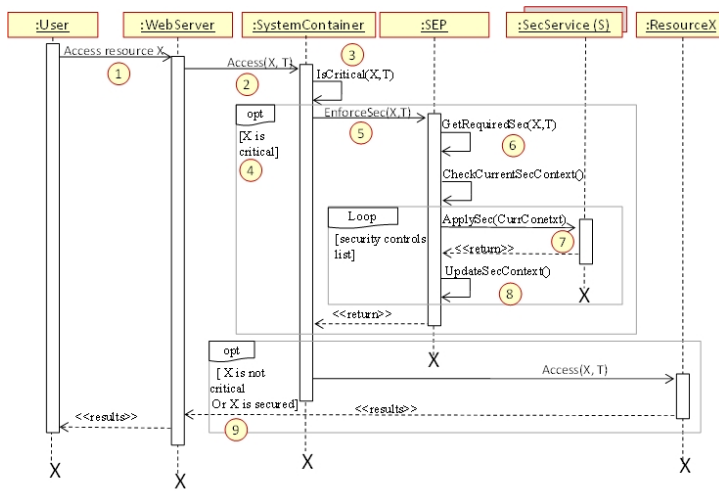 :User
:WebServer
:SystemContainer
:SEP
:SecService (S)
:ResourceX
Access resource X
1
Access(X, T)
2
3
IsCritical(X,T)
opt
[X is
critical]
4
EnforceSec(X,T)
5
GetRequiredSec(X,T)
6
CheckCurrentSecContext()
Loop
[security controls
list]
ApplySec(CurrConetxt)
7
<<return>>
UpdateSecContext()
8
X
<<return>>
X
opt
[ X is not
critical
Or X is secured]
9
Access(X, T)
<<results>>
<<results>>
X
X
X
X